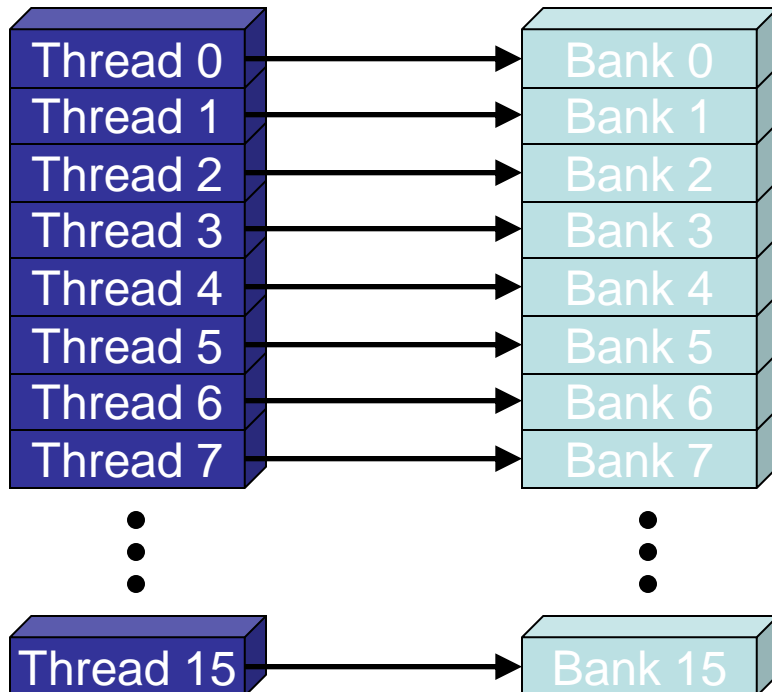 Thread 0 Bank 0
Thread 1 Bank 1
Thread 2 Bank 2
Thread 3 Bank 3
Thread 4 Bank 4
Thread 5 Bank 5
Thread 6 Bank 6
Thread 7 Bank 7
Thread 15 Bank 15